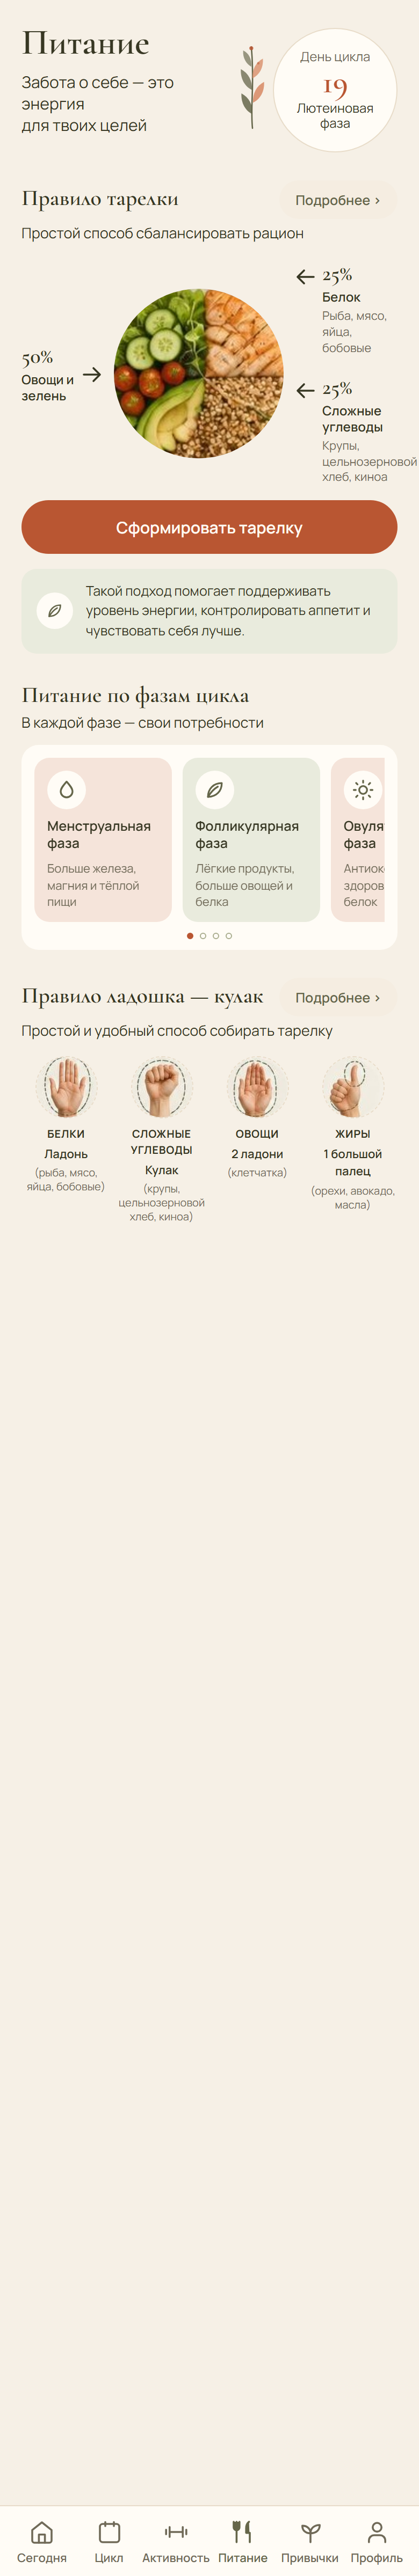 Питание
Забота о себе — это
энергия
для твоих целей
День цикла
19
Лютеиновая
фаза
Правило тарелки
Подробнее ›
Простой способ сбалансировать рацион
50%
Овощи и
зелень
25%
Белок
Рыба, мясо,
яйца,
бобовые
25%
Сложные
углеводы
Крупы,
цельнозерновой
хлеб, киноа
Сформировать тарелку
Такой подход помогает поддерживать
уровень энергии, контролировать аппетит и
чувствовать себя лучше.
Питание по фазам цикла
В каждой фазе — свои потребности
Менструальная
фаза
Больше железа,
магния и тёплой
пищи
Фолликулярная
фаза
Лёгкие продукты,
больше овощей и
белка
Овуля
фаза
Антиок
здоров
белок
Правило ладошка — кулак
Подробнее ›
Простой и удобный способ собирать тарелку
БЕЛКИ
Ладонь
(рыба, мясо,
яйца, бобовые)
СЛОЖНЫЕ
УГЛЕВОДЫ
Кулак
(крупы,
цельнозерновой
хлеб, киноа)
ОВОЩИ
2 ладони
(клетчатка)
ЖИРЫ
1 большой
палец
(орехи, авокадо,
масла)
Сегодня
Цикл
Активность
Питание
Привычки
Профиль